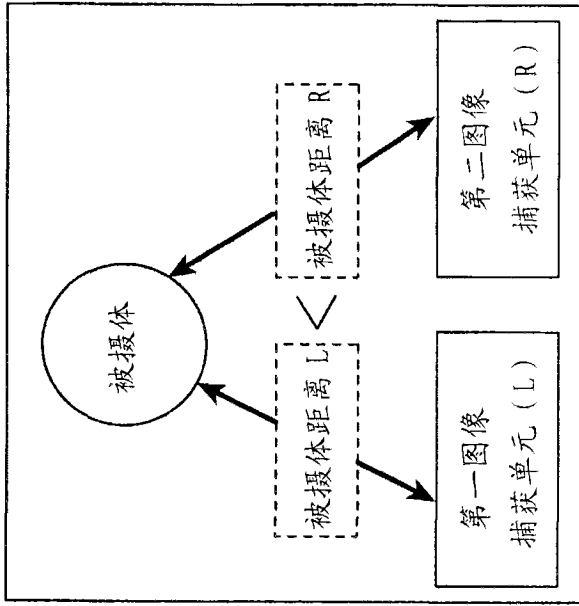 被摄体
被摄体距离 L < 被摄体距离 R
第一图像
捕获单元 (L)
第二图像
捕获单元 (R)